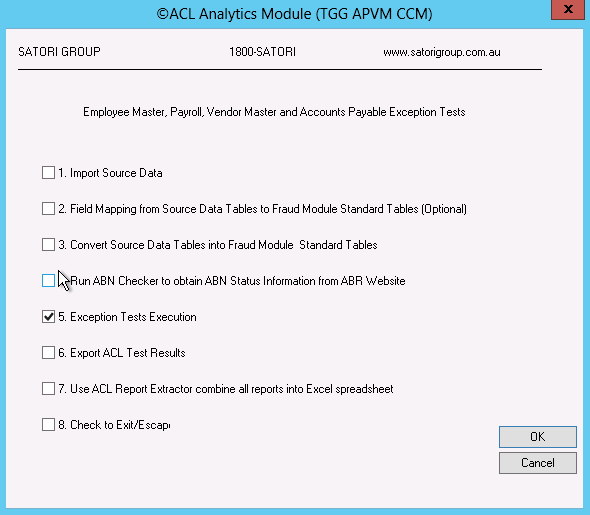 ©ACL Analytics Module (TGG APVM CCM)
x
SATORI GROUP 1800-SATORI www.satorigroup.com.au
Employee Master, Payroll, Vendor Master and Accounts Payable Exception Tests
1. Import Source Data
2. Field Mapping from Source Data Tables to Fraud Module Standard Tables (Optional)
3. Convert Source Data Tables into Fraud Module Standard Tables
Run ABN Checker to obtain ABN Status Information from ABR Website
5. Exception Tests Execution
6. Export ACL Test Results
7. Use ACL Report Extractor combine all reports into Excel spreadsheet
8. Check to Exit/Escap
OK
Cancel